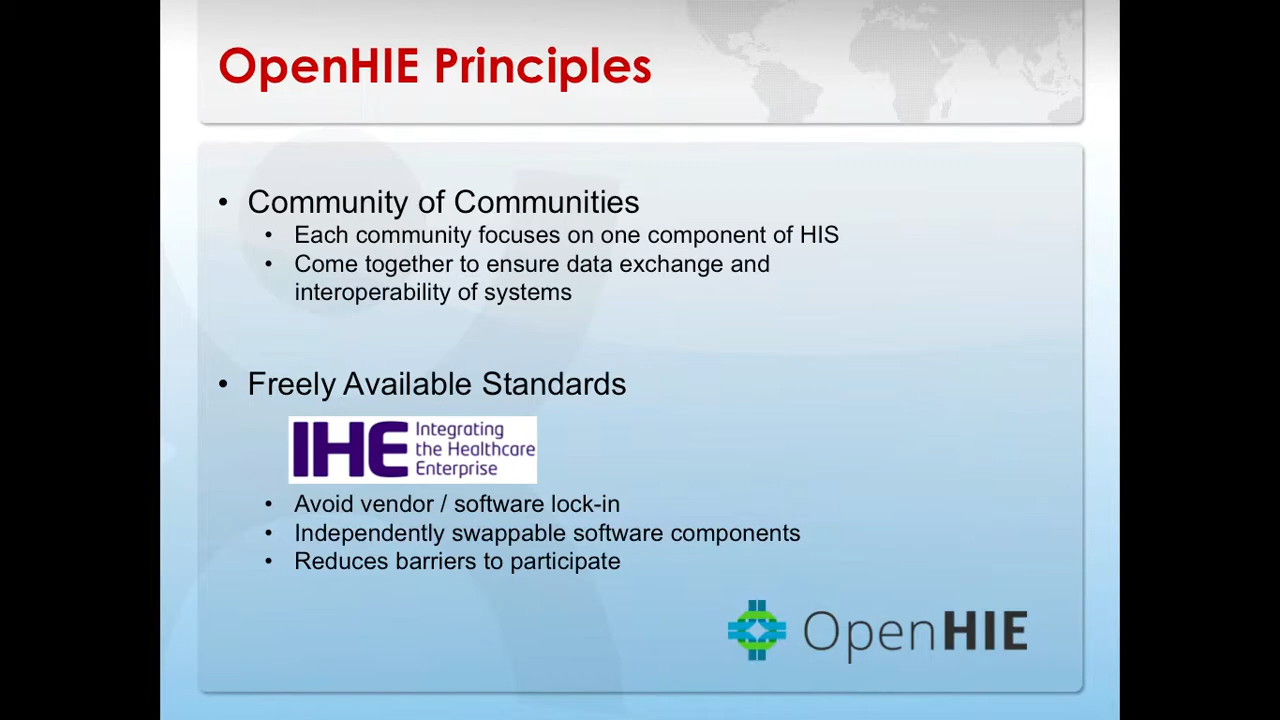 OpenHIE Principles
• Community of Communities
• Each community focuses on one component of HIS
• Come together to ensure data exchange and
interoperability of systems
• Freely Available Standards
IHE Integrating
the Healthcare
Enterprise
• Avoid vendor / software lock-in
• Independently swappable software components
• Reduces barriers to participate
OpenHIE